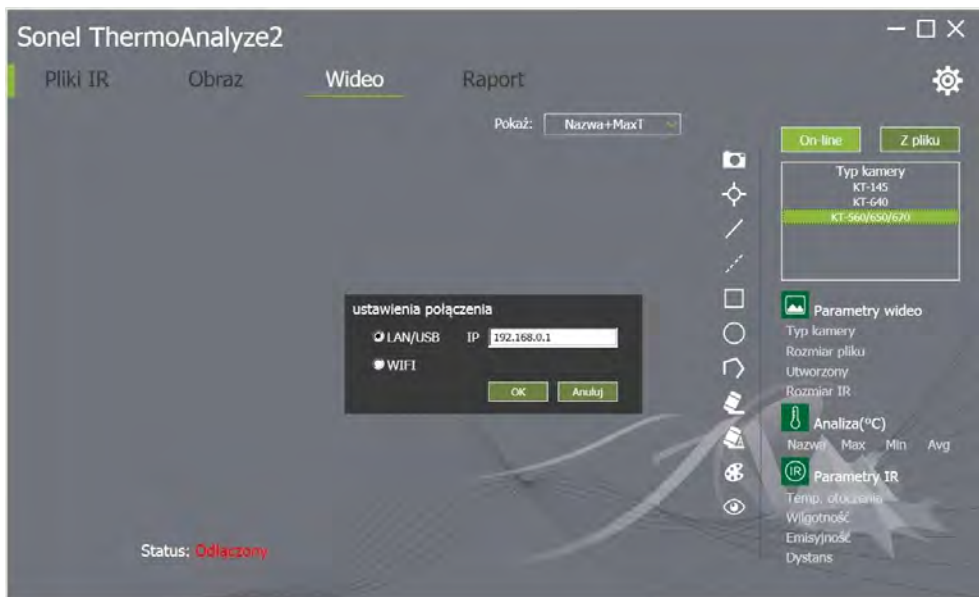 Sonel ThermoAnalyze2
Pliki IR Obraz Wideo Raport
Pokaż: Nazwa+MaxT
On-line Z pliku
Typ kamery
KT-145
KT-640
KT-560/650/670
ustawienia połączenia
LAN/USB IP 192.168.0.1
WIFI
OK Anuluj
Parametry wideo
Typ kamery
Rozmiar pliku
Utworzony
Rozmiar IR
Analiza(°C)
Nazwa Max Min Avg
IR Parametry IR
Temp. otoczenia
Wilgotność
Emisyjność
Dystans
Status: Odłączony